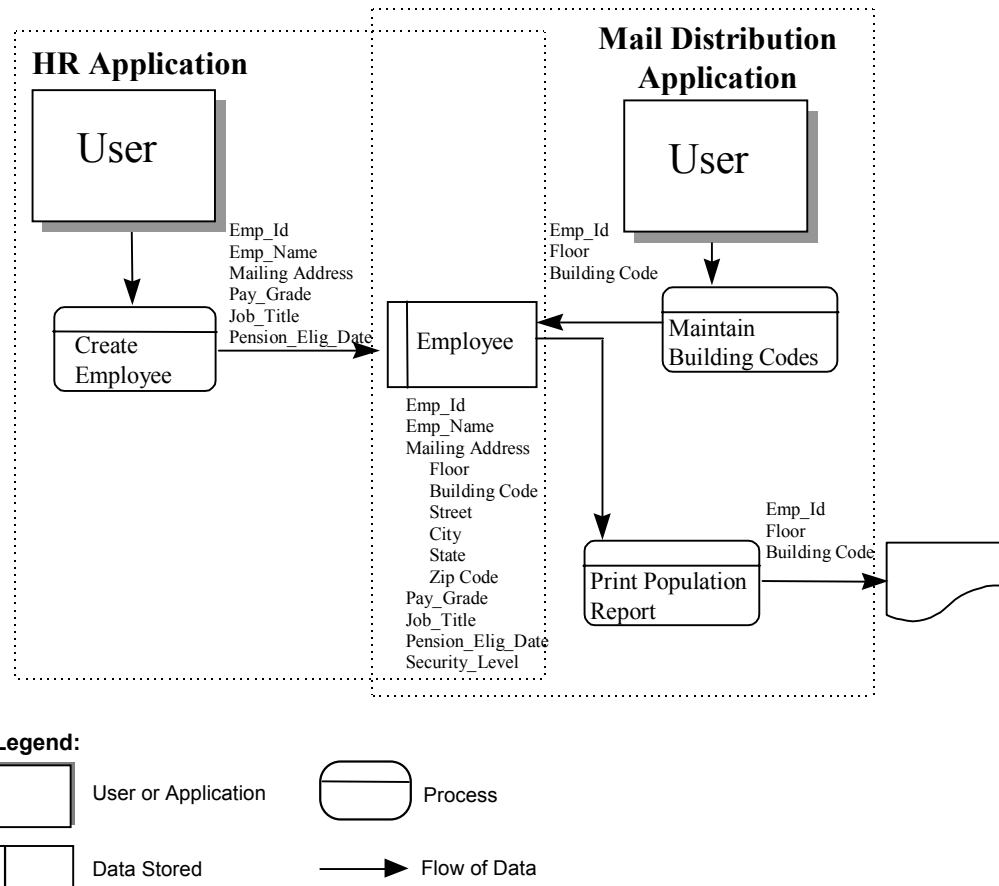 HR Application
Mail Distribution
Application
User
User
Emp_Id
Emp_Name
Mailing Address
Pay_Grade
Job_Title
Pension_Elig_Date
Emp_Id
Floor
Building Code
Create
Employee
Employee
Maintain
Building Codes
Emp_Id
Emp_Name
Mailing Address
Floor
Building Code
Street
City
State
Zip Code
Pay_Grade
Job_Title
Pension_Elig_Date
Security_Level
Emp_Id
Floor
Building Code
Print Population
Report
Legend:
User or Application
Process
Data Stored
Flow of Data